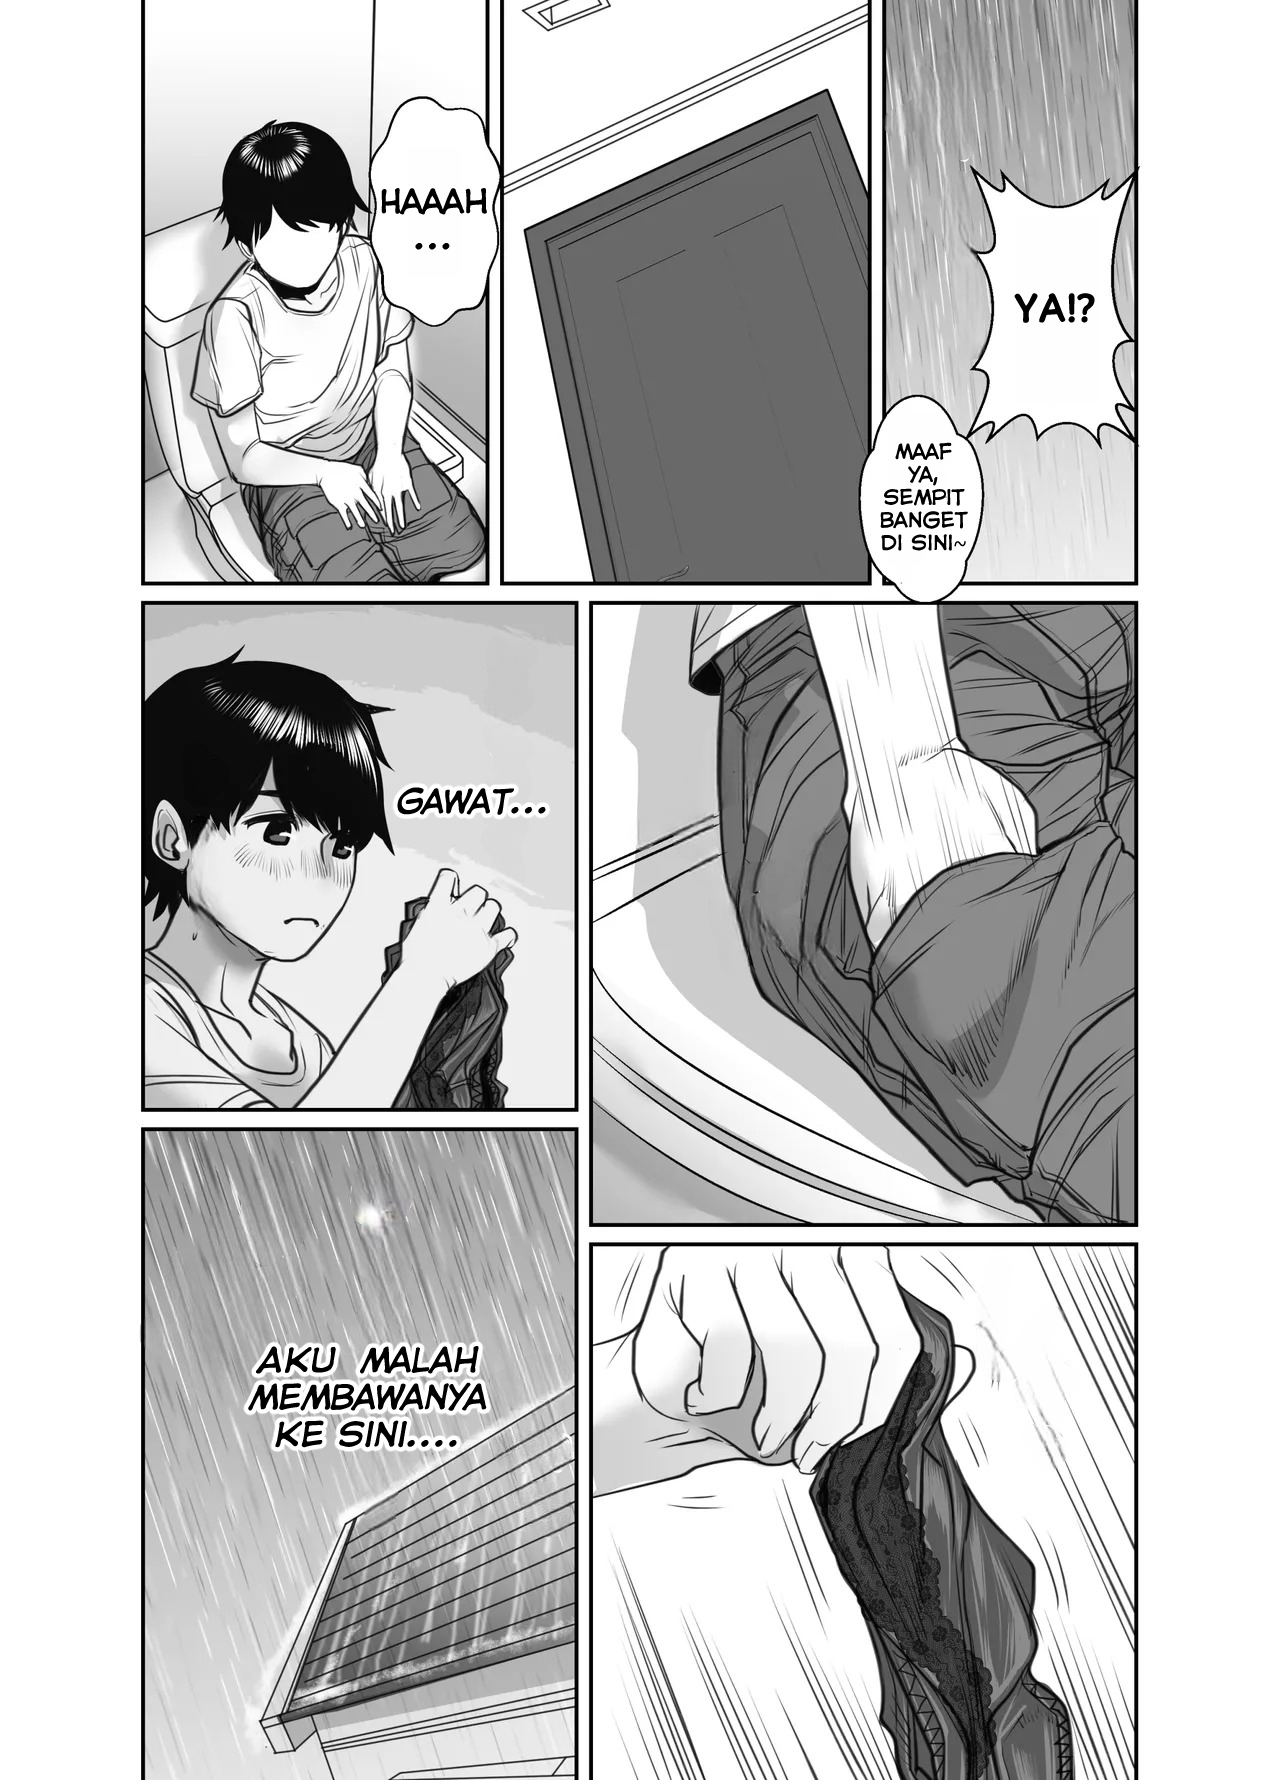 YA!?
MAAF
YA,
SEMPIT
BANGET
DI SINI~
HAAAH
...
GAWAT...
AKU MALAH
MEMBAWANYA
KE SINI....